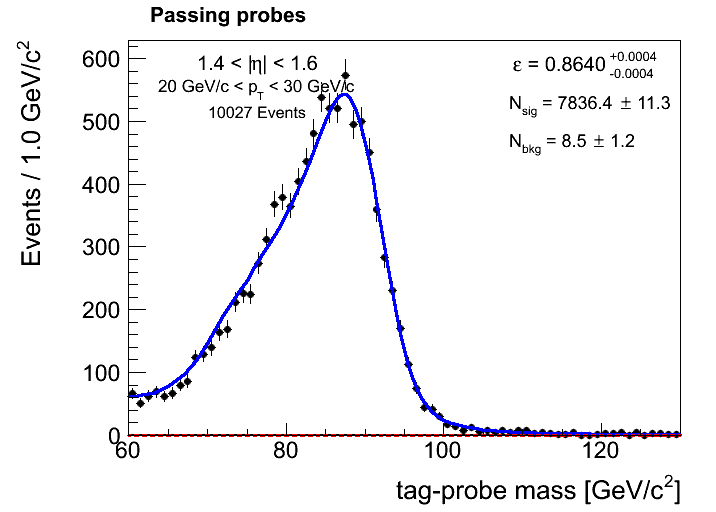 Passing probes
1.4 < |η| < 1.6
20 GeV/c < p_T < 30 GeV/c
10027 Events
ε = 0.8640 +0.0004 -0.0004
N_sig = 7836.4 ± 11.3
N_bkg = 8.5 ± 1.2
Events / 1.0 GeV/c²
600
500
400
300
200
100
0
60 80 100 120
tag-probe mass [GeV/c²]